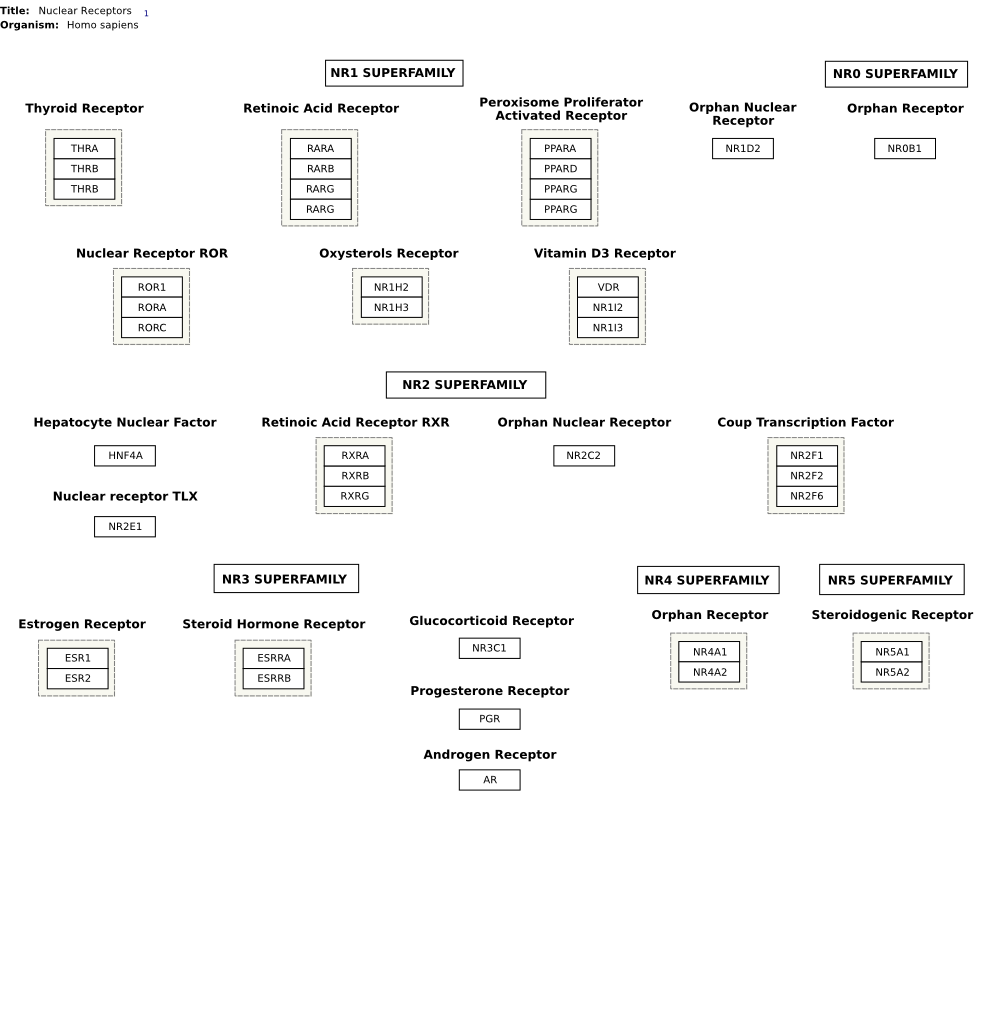 Title: Nuclear Receptors 1
Organism: Homo sapiens
NR1 SUPERFAMILY
NR0 SUPERFAMILY
Thyroid Receptor
THRA
THRB
THRB
Retinoic Acid Receptor
RARA
RARB
RARG
RARG
Peroxisome Proliferator
Activated Receptor
PPARA
PPARD
PPARG
PPARG
Orphan Nuclear
Receptor
NR1D2
Orphan Receptor
NR0B1
Nuclear Receptor ROR
ROR1
RORA
RORC
Oxysterols Receptor
NR1H2
NR1H3
Vitamin D3 Receptor
VDR
NR1I2
NR1I3
NR2 SUPERFAMILY
Hepatocyte Nuclear Factor
HNF4A
Nuclear receptor TLX
NR2E1
Retinoic Acid Receptor RXR
RXRA
RXRB
RXRG
Orphan Nuclear Receptor
NR2C2
Coup Transcription Factor
NR2F1
NR2F2
NR2F6
NR3 SUPERFAMILY
Estrogen Receptor
ESR1
ESR2
Steroid Hormone Receptor
ESRRA
ESRRB
Glucocorticoid Receptor
NR3C1
Progesterone Receptor
PGR
Androgen Receptor
AR
NR4 SUPERFAMILY
Orphan Receptor
NR4A1
NR4A2
NR5 SUPERFAMILY
Steroidogenic Receptor
NR5A1
NR5A2